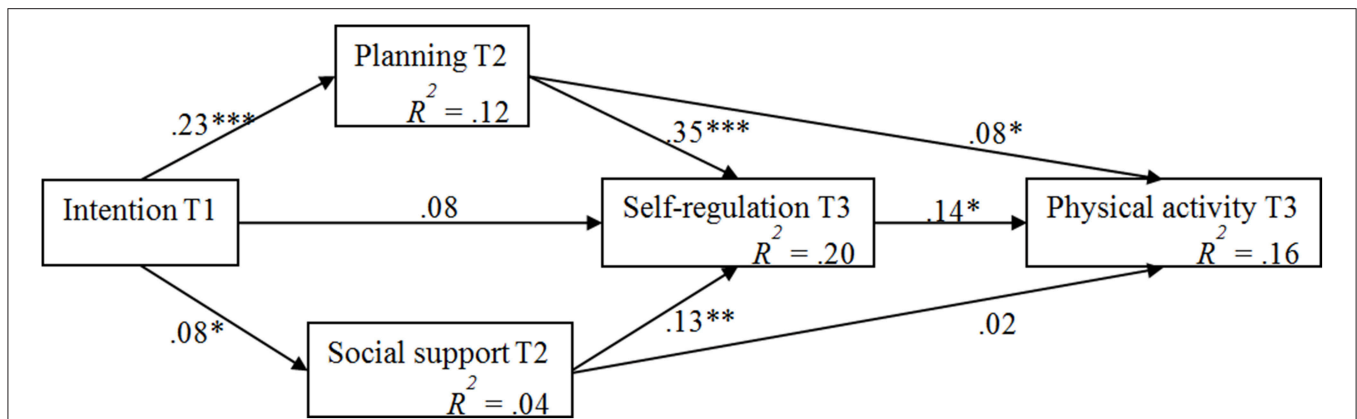 Planning T2
R² = .12
.23***
.35***
.08*
Intention T1
.08
Self-regulation T3
R² = .20
.14*
Physical activity T3
R² = .16
.08*
.13**
.02
Social support T2
R² = .04